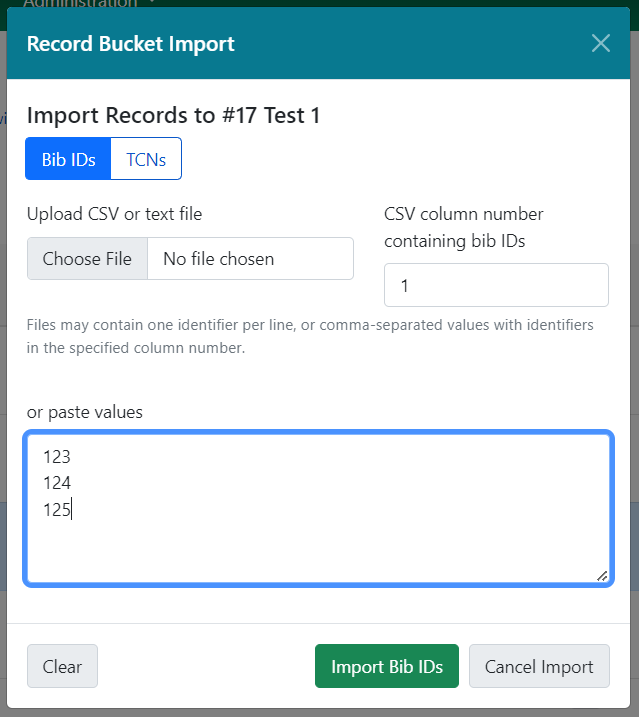 Administration
Record Bucket Import
Import Records to #17 Test 1
Bib IDs TCNs
Upload CSV or text file
CSV column number
containing bib IDs
Choose File No file chosen
1
Files may contain one identifier per line, or comma-separated values with identifiers
in the specified column number.
or paste values
123
124
125
Clear Import Bib IDs Cancel Import